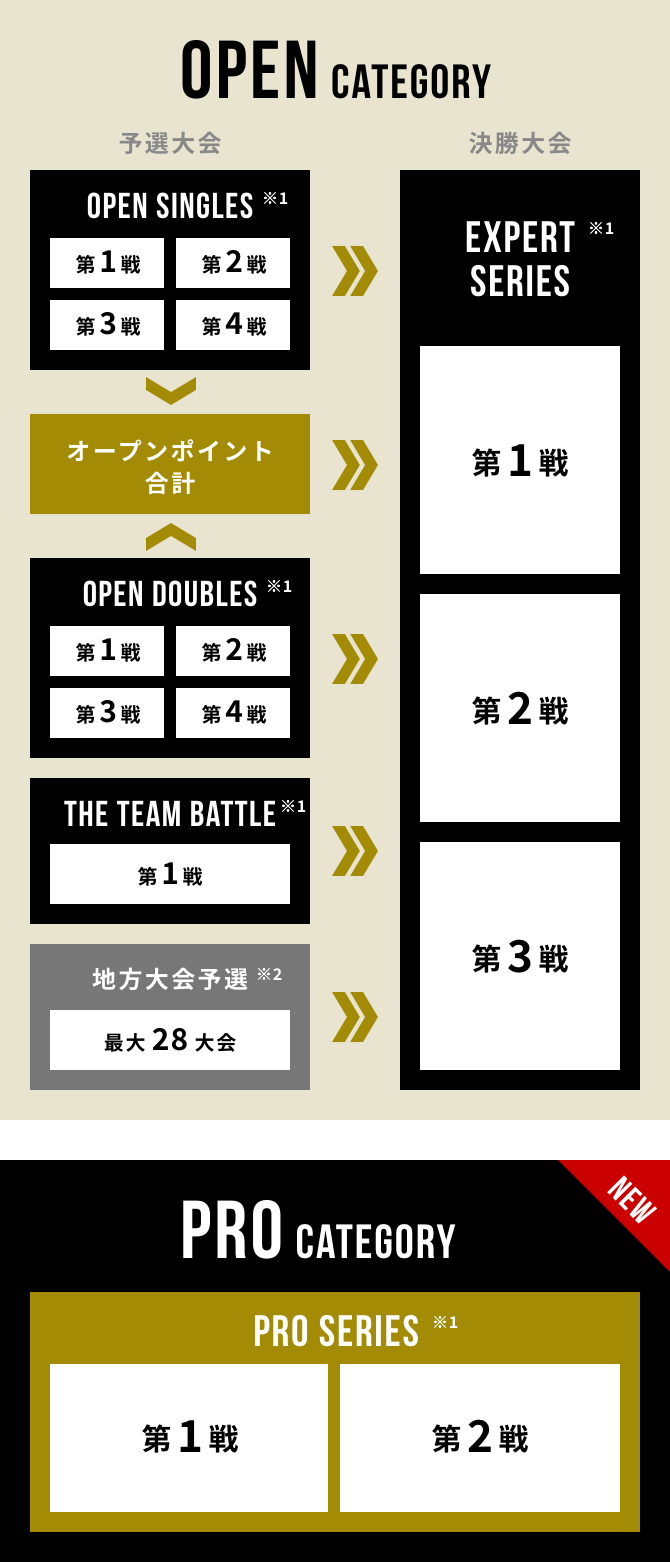 OPEN CATEGORY
予選大会
決勝大会
OPEN SINGLES ※1
第1戦
第2戦
第3戦
第4戦
オープンポイント
合計
OPEN DOUBLES ※1
第1戦
第2戦
第3戦
第4戦
THE TEAM BATTLE ※1
第1戦
地方大会予選 ※2
最大 28 大会
EXPERT ※1
SERIES
第1戦
第2戦
第3戦
NEW
PRO CATEGORY
PRO SERIES ※1
第1戦
第2戦